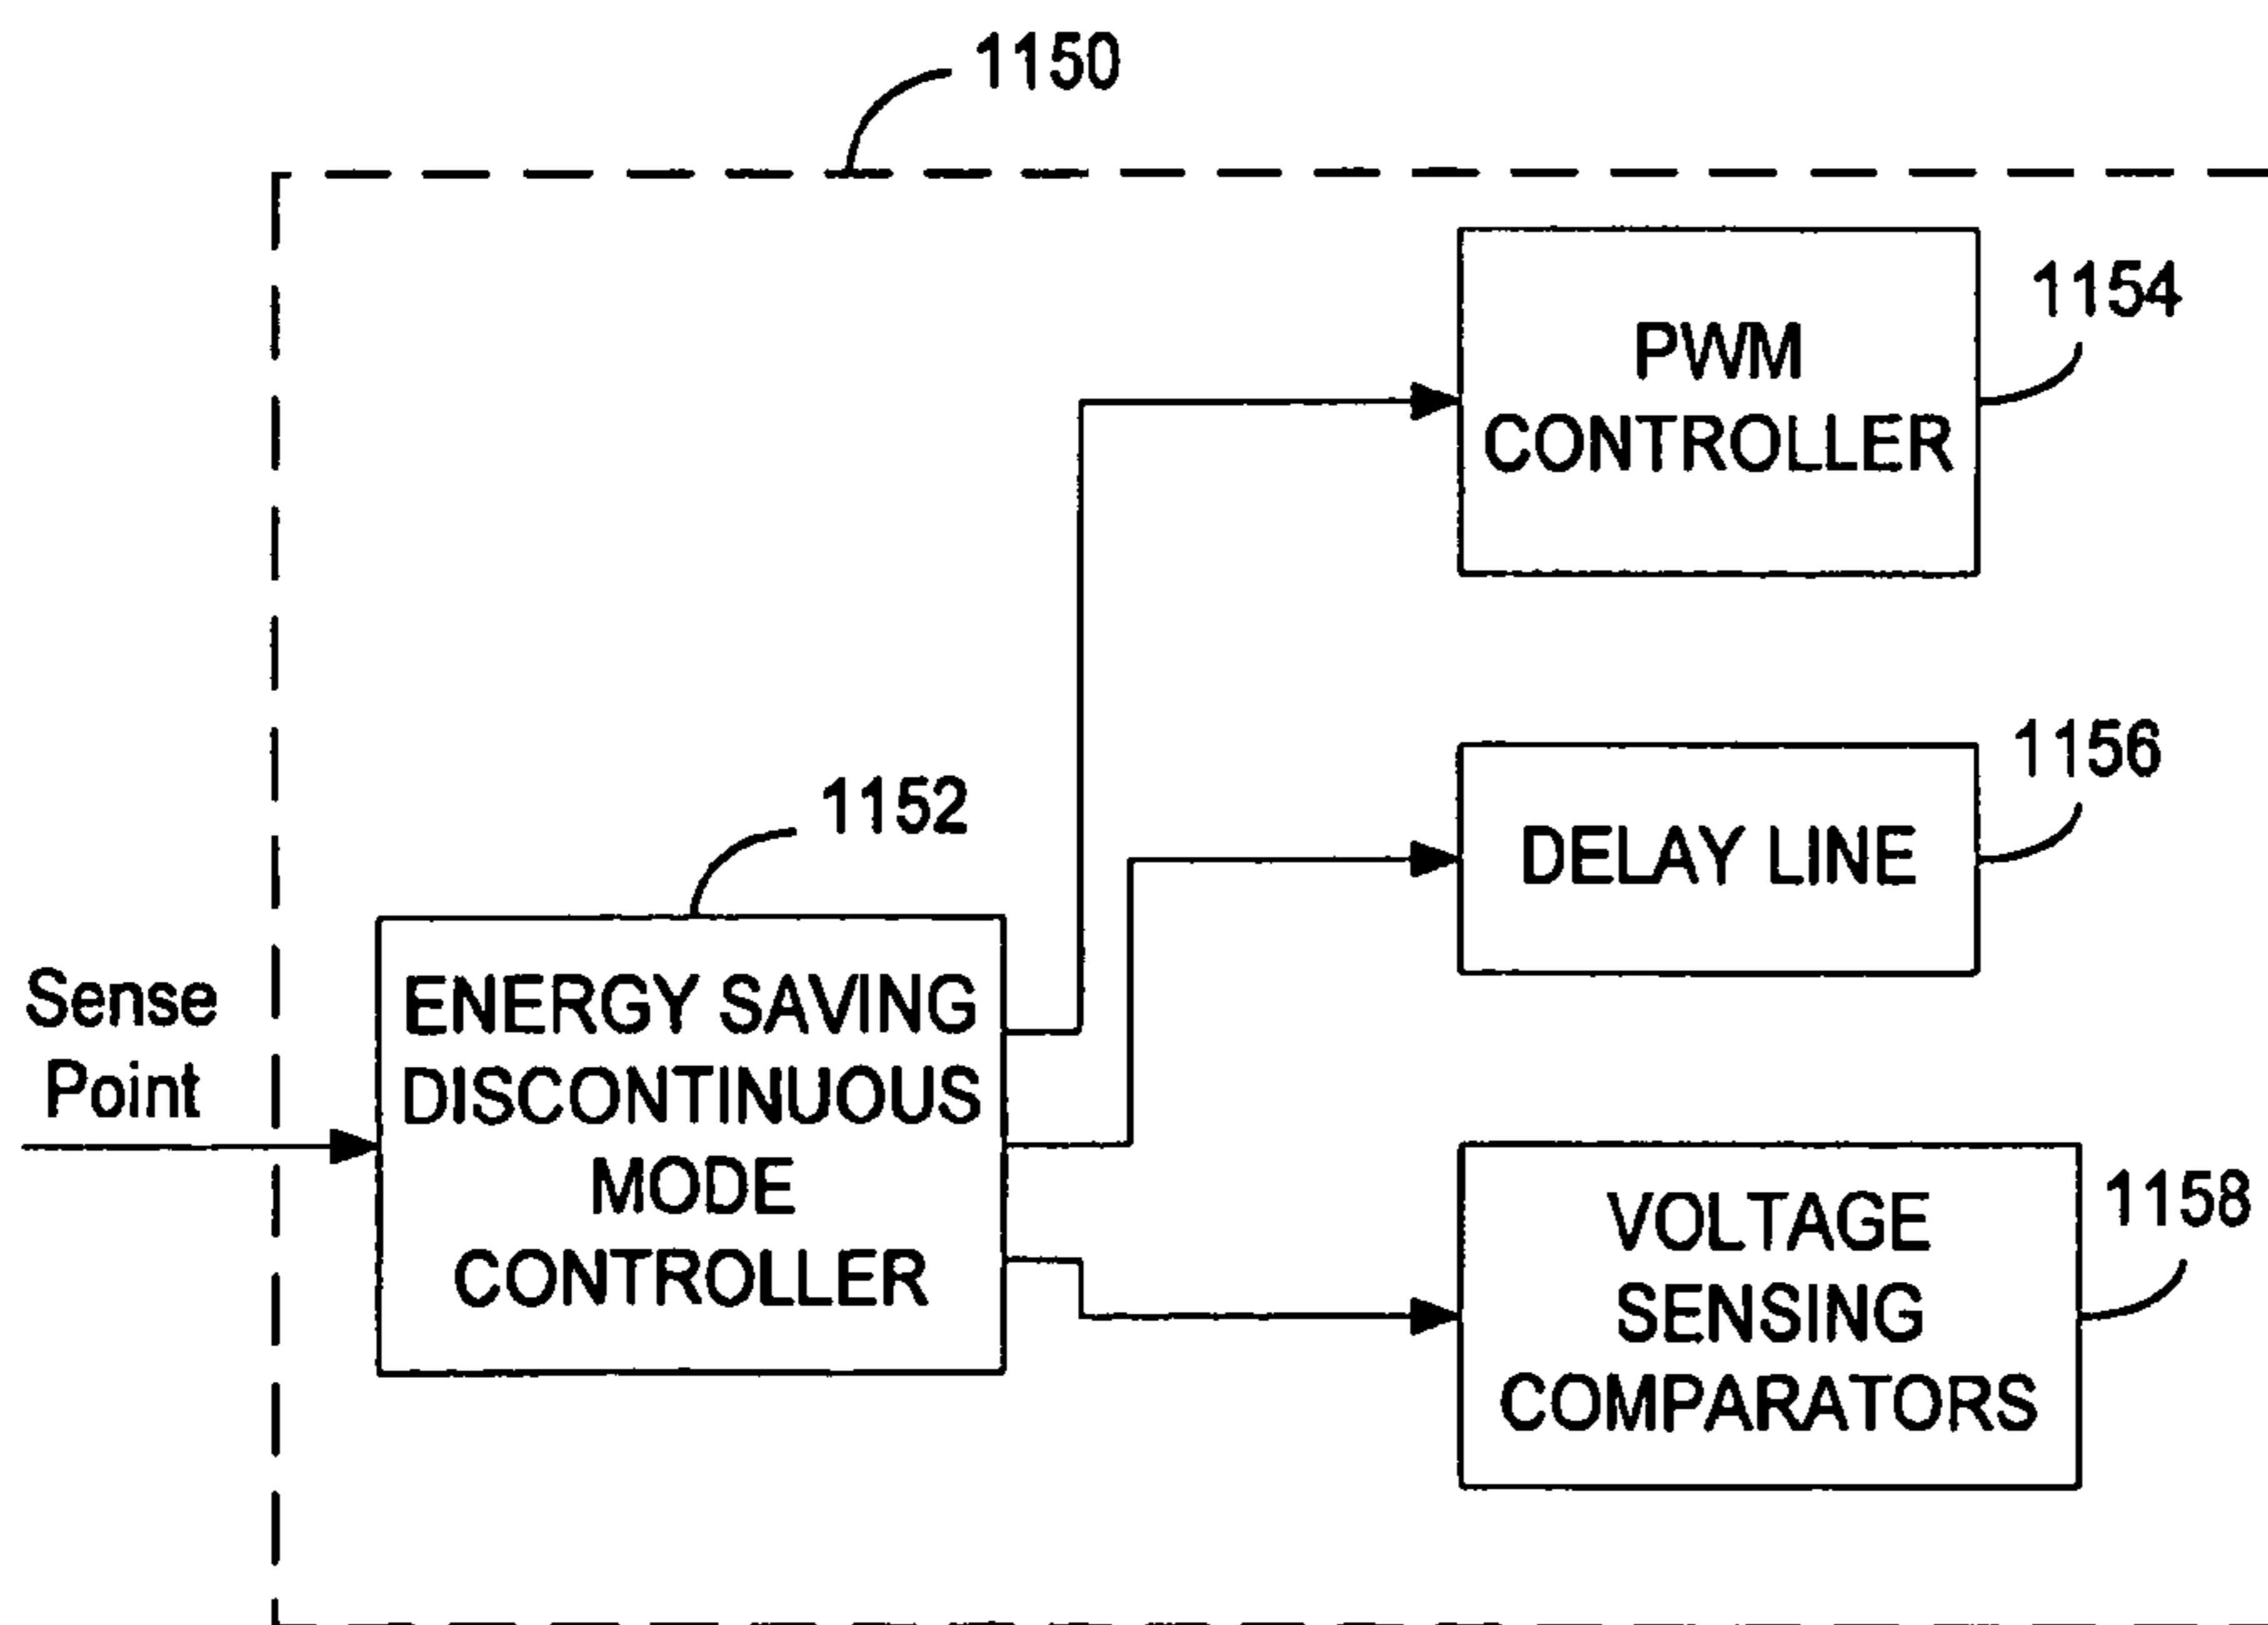 1150
PWM
CONTROLLER
1154
DELAY LINE
1156
1152
ENERGY SAVING
DISCONTINUOUS
MODE
CONTROLLER
Sense
Point
VOLTAGE
SENSING
COMPARATORS
1158